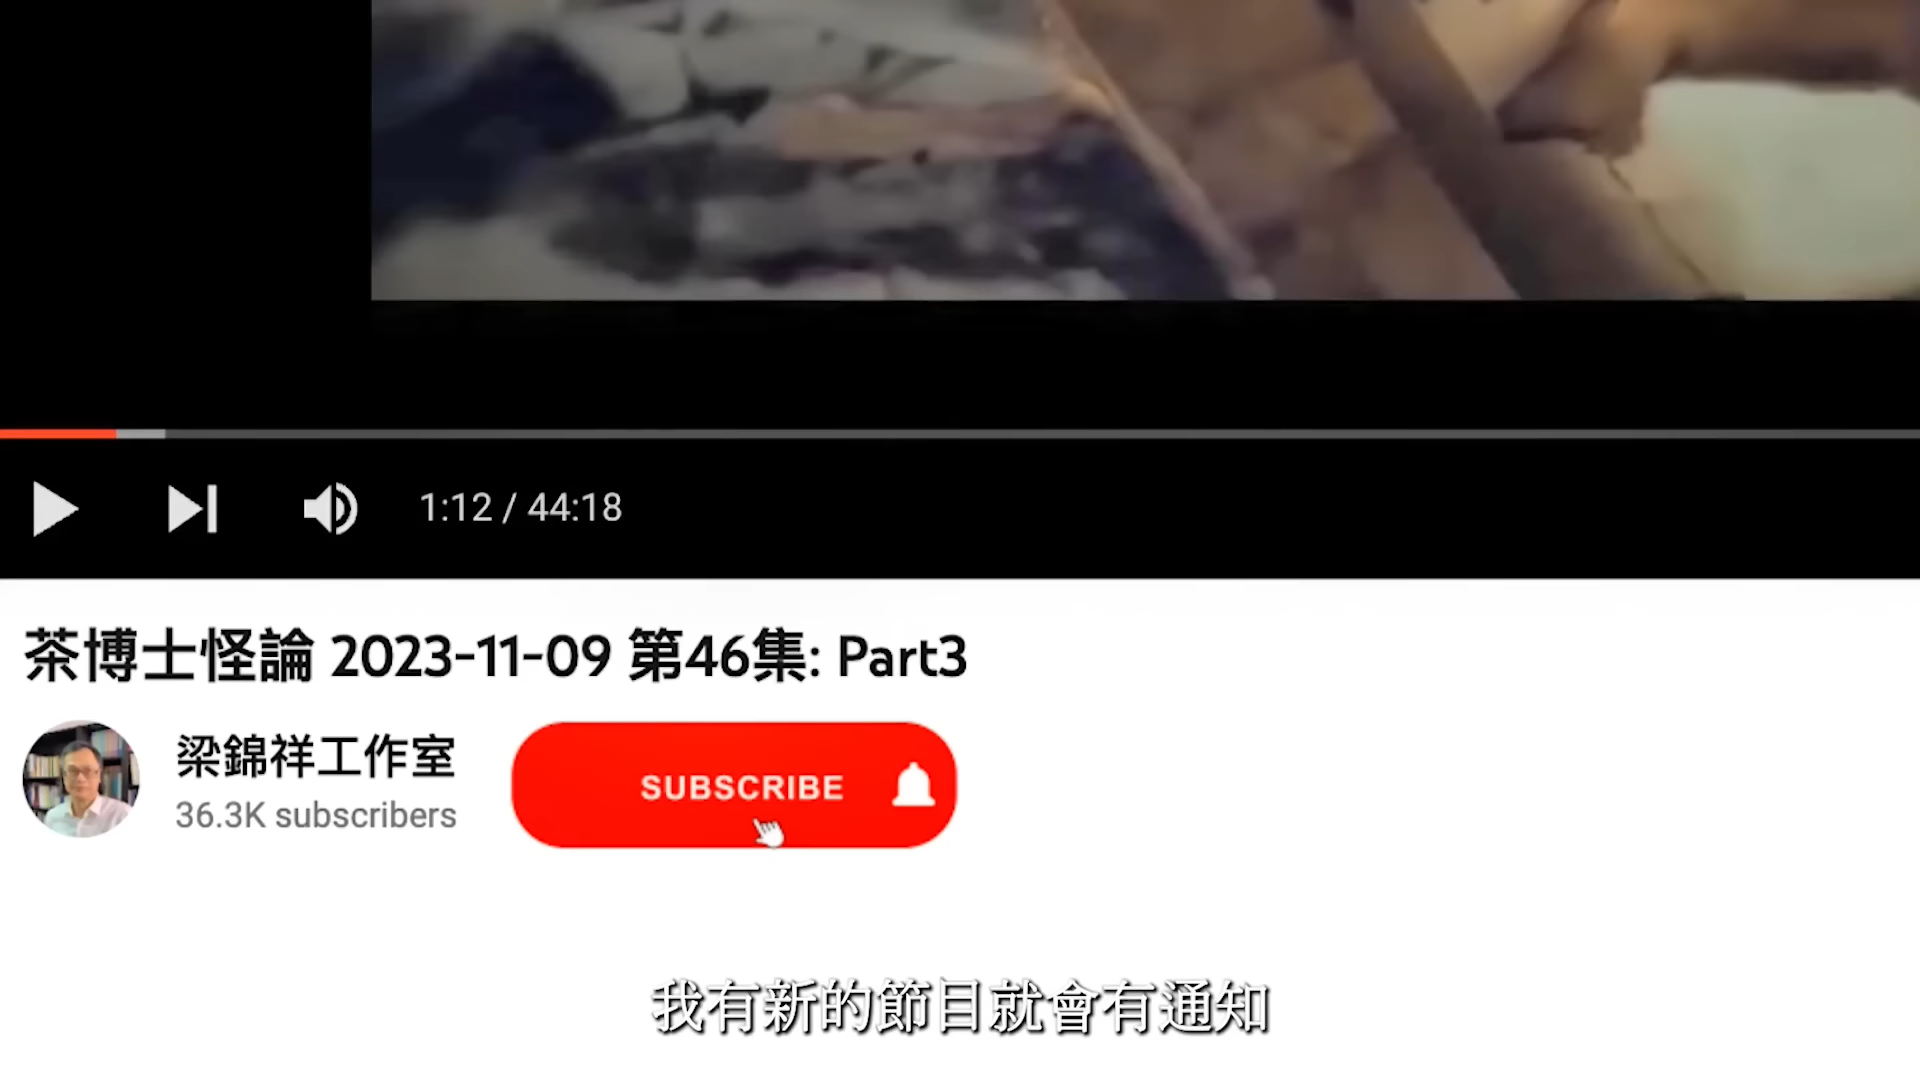 1:12 / 44:18
茶博士怪論 2023-11-09 第46集: Part3
梁錦祥工作室
36.3K subscribers
SUBSCRIBE
我有新的節目就會有通知